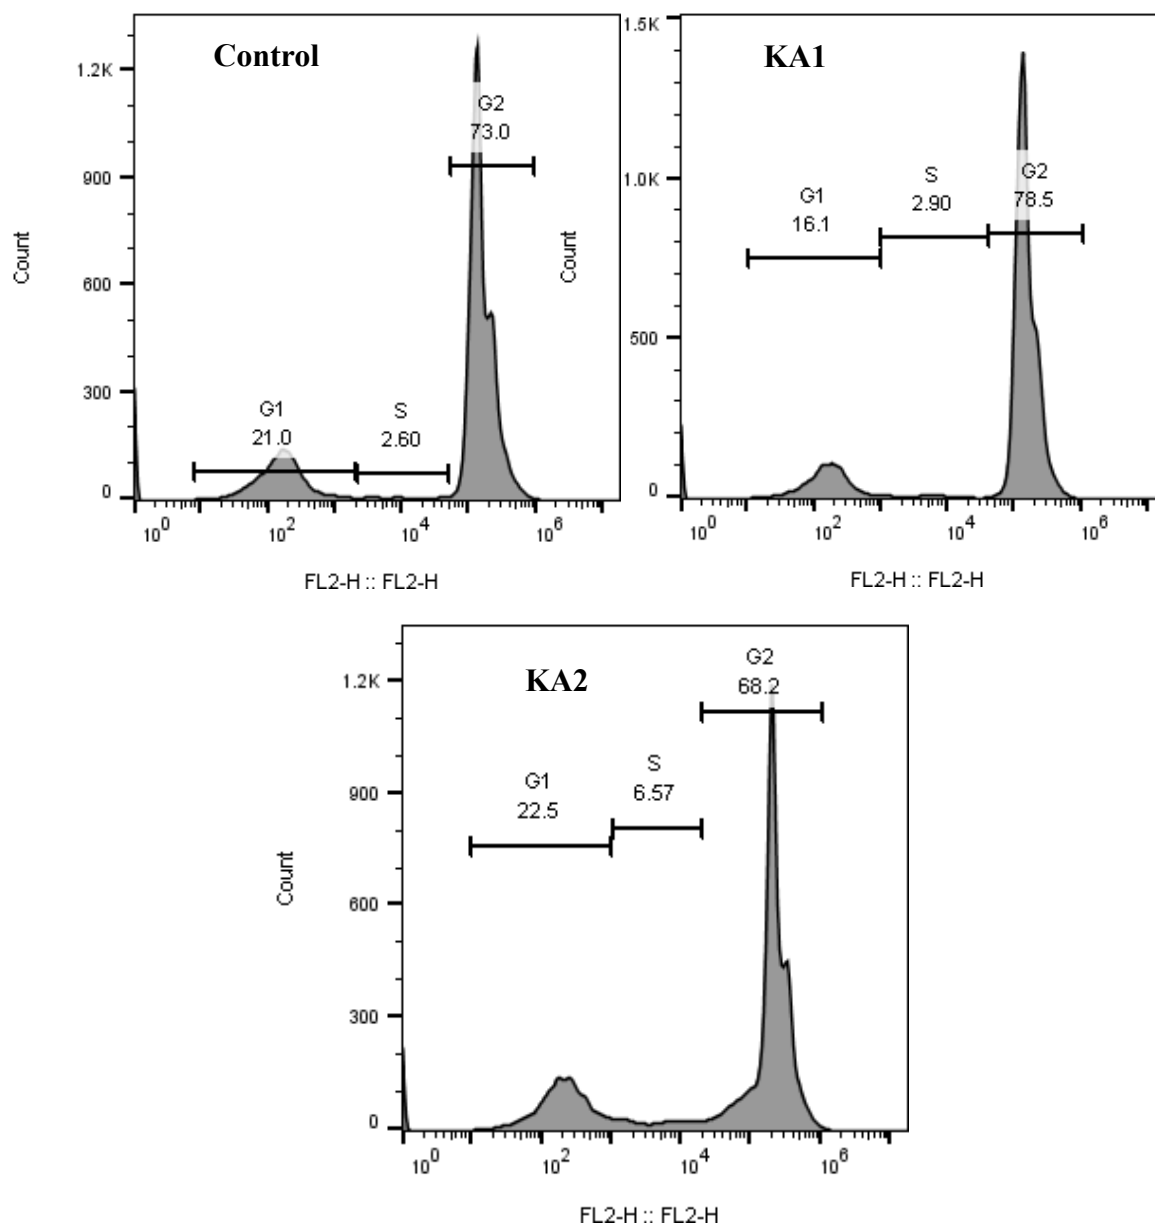 Control
1.2K
900
600
300
0
Count
G2
73.0
G1
21.0
S
2.60
10^0
10^2
10^4
10^6
FL2-H :: FL2-H
KA1
1.5K
1.0K
500
0
Count
G1
16.1
S
2.90
G2
78.5
10^0
10^2
10^4
10^6
FL2-H :: FL2-H
KA2
1.2K
900
600
300
0
Count
G2
68.2
G1
22.5
S
6.57
10^0
10^2
10^4
10^6
FL2-H :: FL2-H